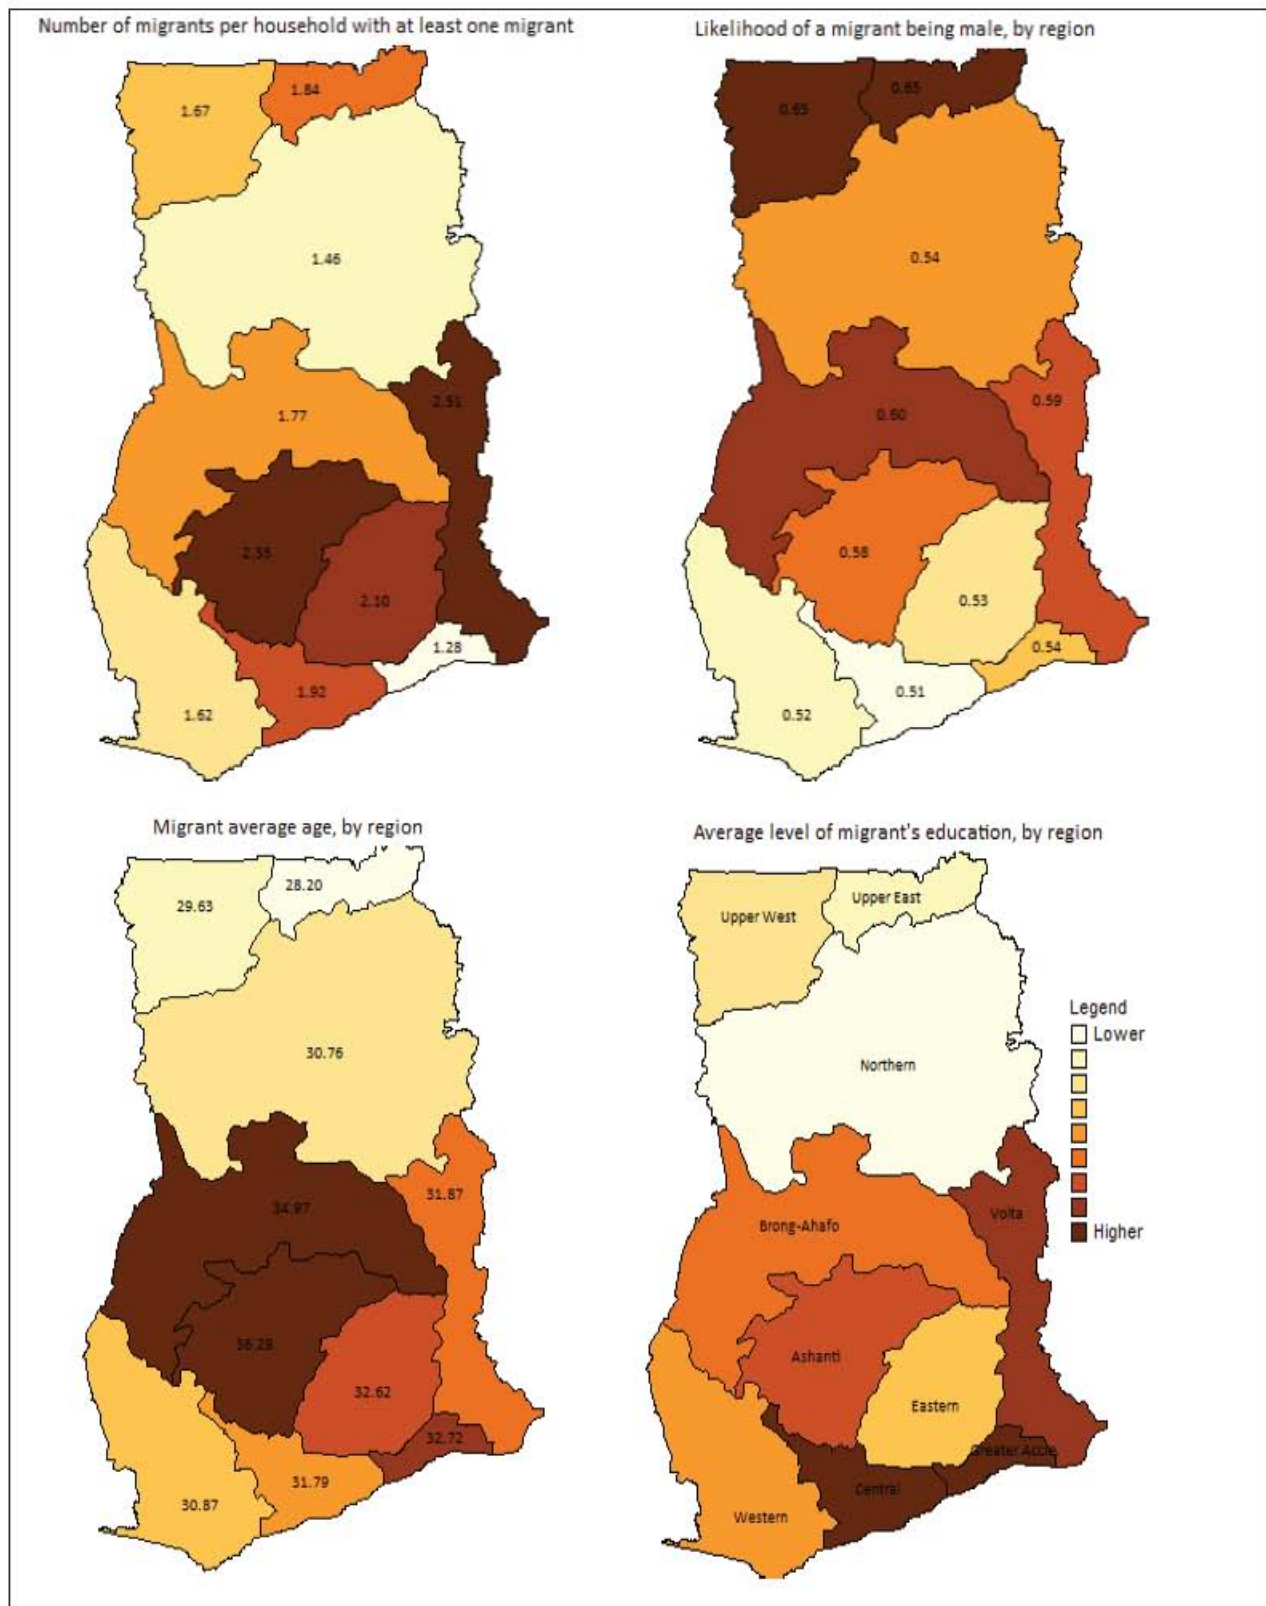 Number of migrants per household with at least one migrant
1.67
1.84
1.46
1.77
2.51
2.10
1.28
1.92
1.62
Likelihood of a migrant being male, by region
0.65
0.65
0.54
0.60
0.59
0.58
0.53
0.54
0.51
0.52
Migrant average age, by region
29.63
28.20
30.76
34.97
31.87
36.28
32.62
32.72
31.79
30.87
Average level of migrant's education, by region
Upper West
Upper East
Northern
Brong-Ahafo
Volta
Ashanti
Eastern
Greater
Central
Western
Legend
Lower
Higher